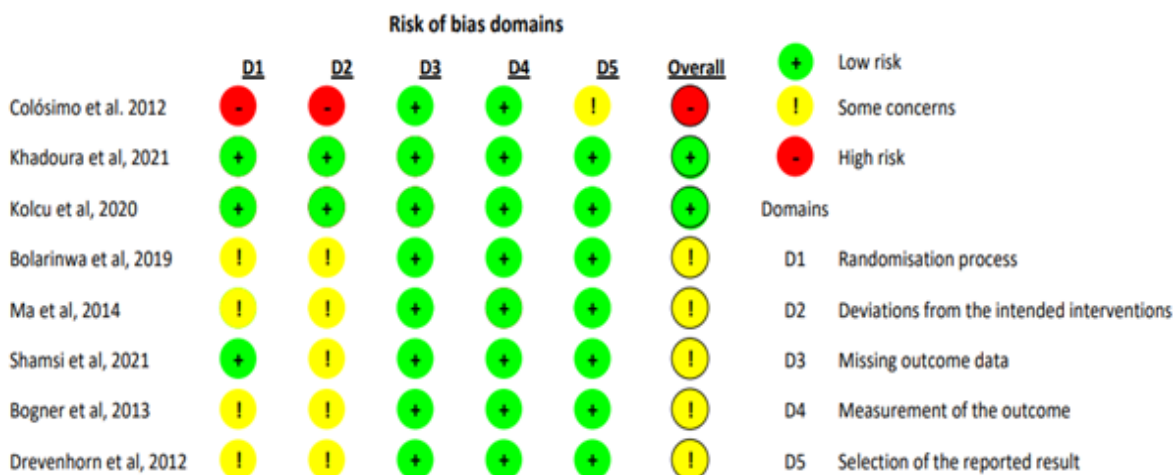 Risk of bias domains
D1 D2 D3 D4 D5 Overall
+ Low risk
Colósimo et al. 2012 - - + + ! -
! Some concerns
Khadoura et al, 2021 + + + + + +
- High risk
Kolcu et al, 2020 + + + + + +
Domains
Bolarinwa et al, 2019 ! ! + + + !
D1 Randomisation process
Ma et al, 2014 ! ! + + + !
D2 Deviations from the intended interventions
Shamsi et al, 2021 + ! + + + !
D3 Missing outcome data
Bogner et al, 2013 ! ! + + + !
D4 Measurement of the outcome
Drevenhorn et al, 2012 ! ! + + + !
D5 Selection of the reported result